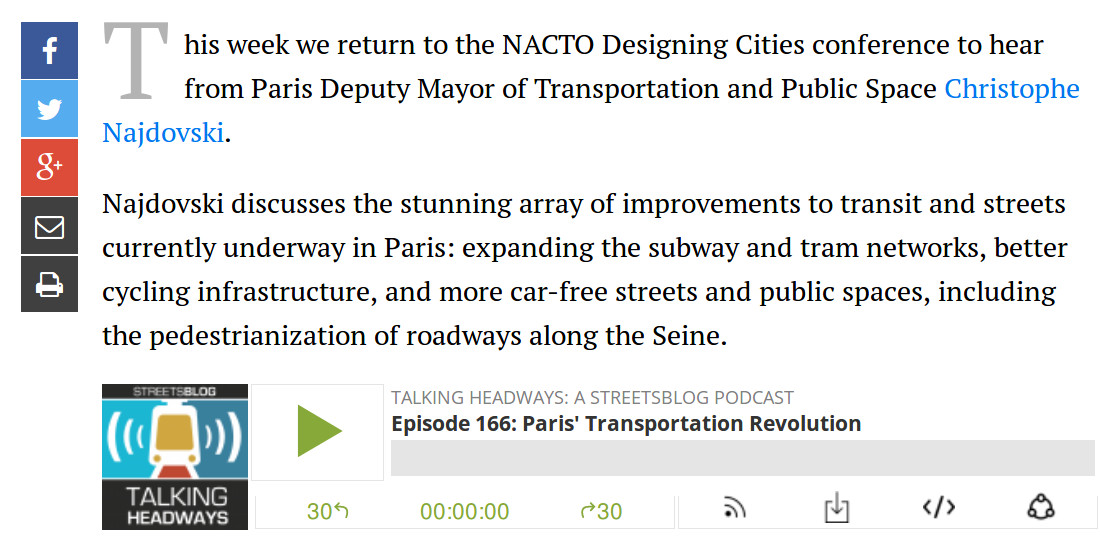 This week we return to the NACTO Designing Cities conference to hear
from Paris Deputy Mayor of Transportation and Public Space Christophe
Najdovski.
Najdovski discusses the stunning array of improvements to transit and streets
currently underway in Paris: expanding the subway and tram networks, better
cycling infrastructure, and more car-free streets and public spaces, including
the pedestrianization of roadways along the Seine.
STREETSBLOG
TALKING
HEADWAYS
TALKING HEADWAYS: A STREETSBLOG PODCAST
Episode 166: Paris' Transportation Revolution
30 00:00:00 30